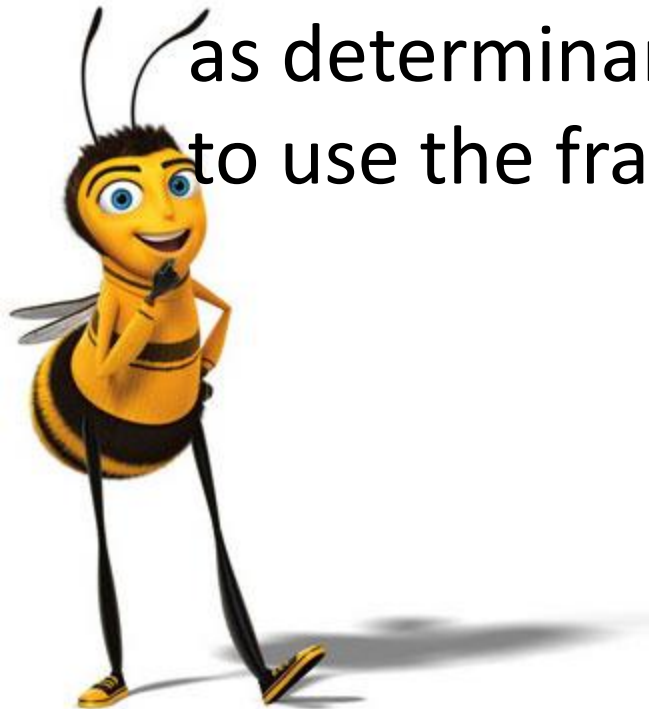 as determinar
to use the fra